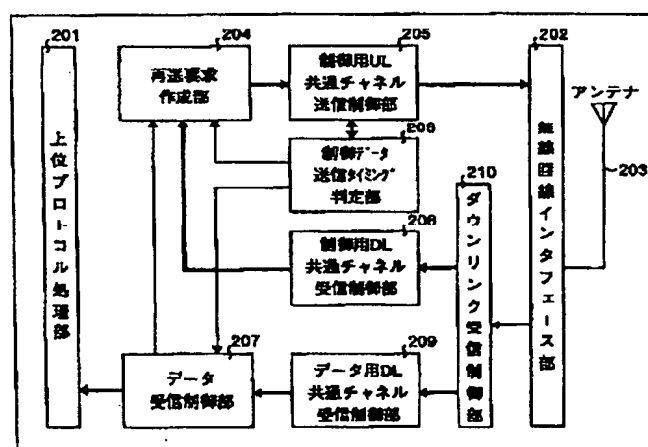 201
204
205
202
再送要求
作成部
制御用UL
共通チャネル
送信制御部
アンテナ
206
制御データ
送信タイミング
判定部
210
203
上位プロトコル処理部
無線回線インタフェース部
ダウンリンク受信制御部
208
制御用DL
共通チャネル
受信制御部
207
209
データ
受信制御部
データ用DL
共通チャネル
受信制御部